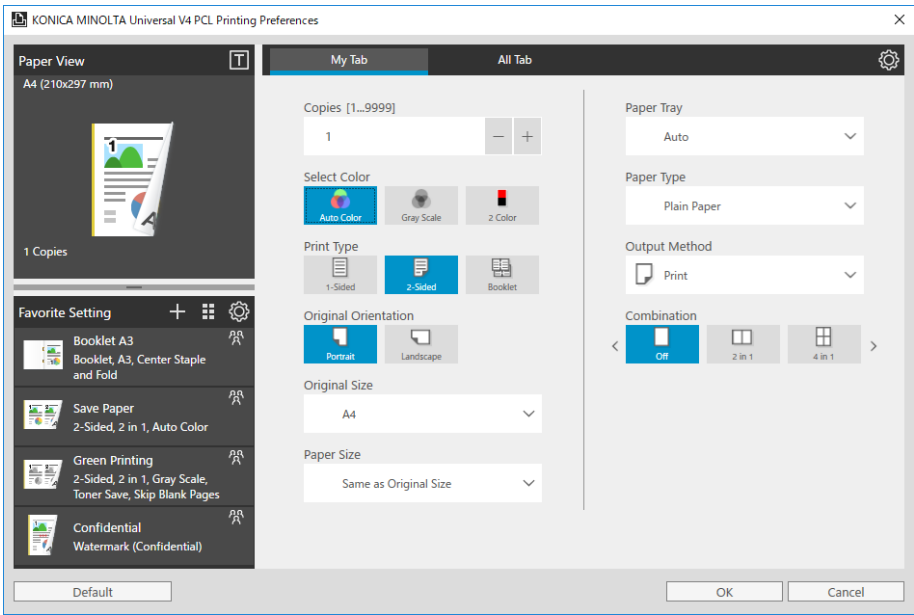 KONICA MINOLTA Universal V4 PCL Printing Preferences
Paper View
T
A4 (210x297 mm)
1
1 Copies
Favorite Setting
Booklet A3
Booklet, A3, Center Staple
and Fold
Save Paper
2-Sided, 2 in 1, Auto Color
Green Printing
2-Sided, 2 in 1, Gray Scale,
Toner Save, Skip Blank Pages
Confidential
Watermark (Confidential)
My Tab
All Tab
Copies [1...9999]
1
Select Color
Auto Color
Gray Scale
2 Color
Print Type
1-Sided
2-Sided
Booklet
Original Orientation
Portrait
Landscape
Original Size
A4
Paper Size
Same as Original Size
Paper Tray
Auto
Paper Type
Plain Paper
Output Method
Print
Combination
Off
2 in 1
4 in 1
Default
OK
Cancel